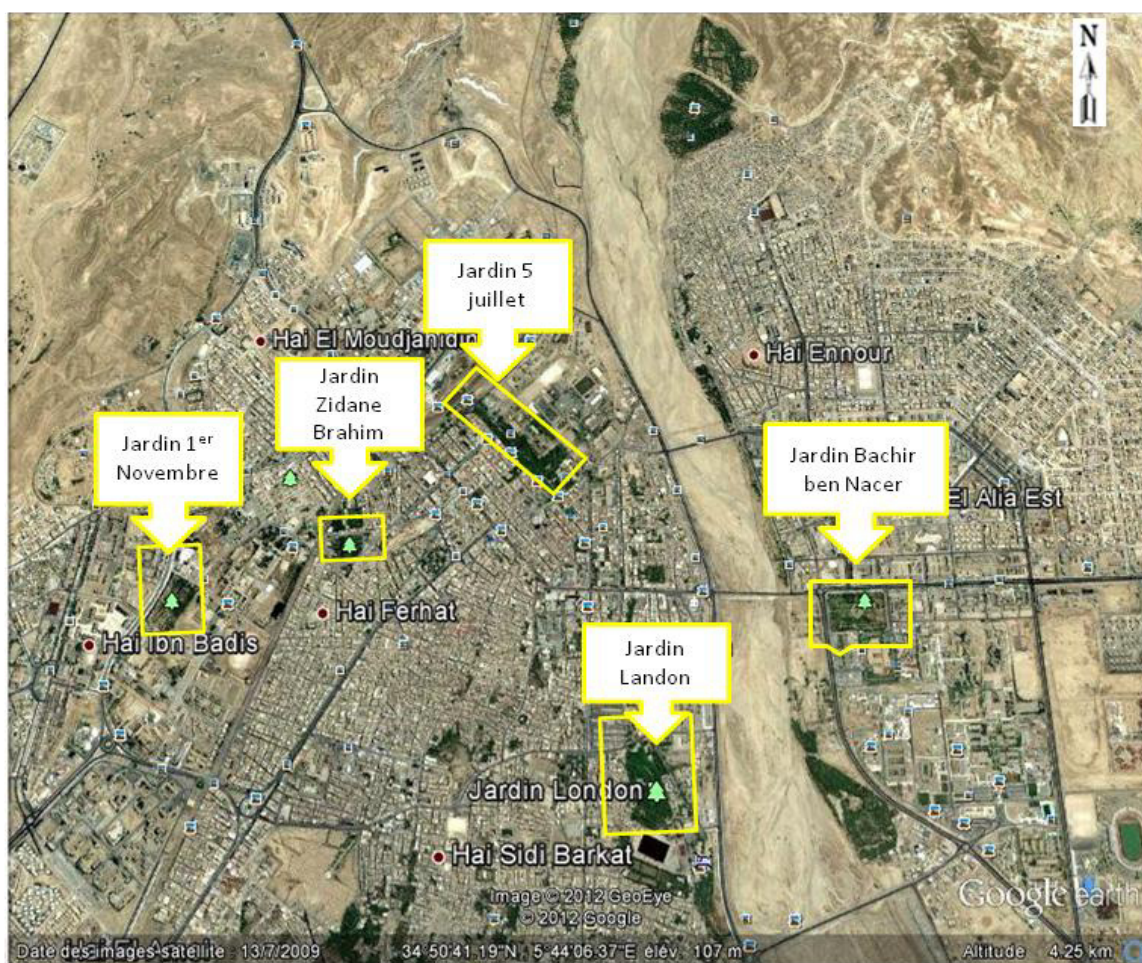 N
Jardin 5
juillet
Hai El Moudjahidin
Hai Ennour
Jardin
Zidane
Brahim
Jardin 1er
Novembre
Jardin Bachir
ben Nacer
El Alia Est
Hai Ferhat
Hai Ibn Badis
Jardin
Landon
Jardin London
Hai Sidi Barkat
Image © 2012 GeoEye
© 2012 Google
Google earth
Date des images satellite : 13/7/2009 34°50'41.19"N, 5°44'06.37"E élév. 107 m Altitude 4.25 km